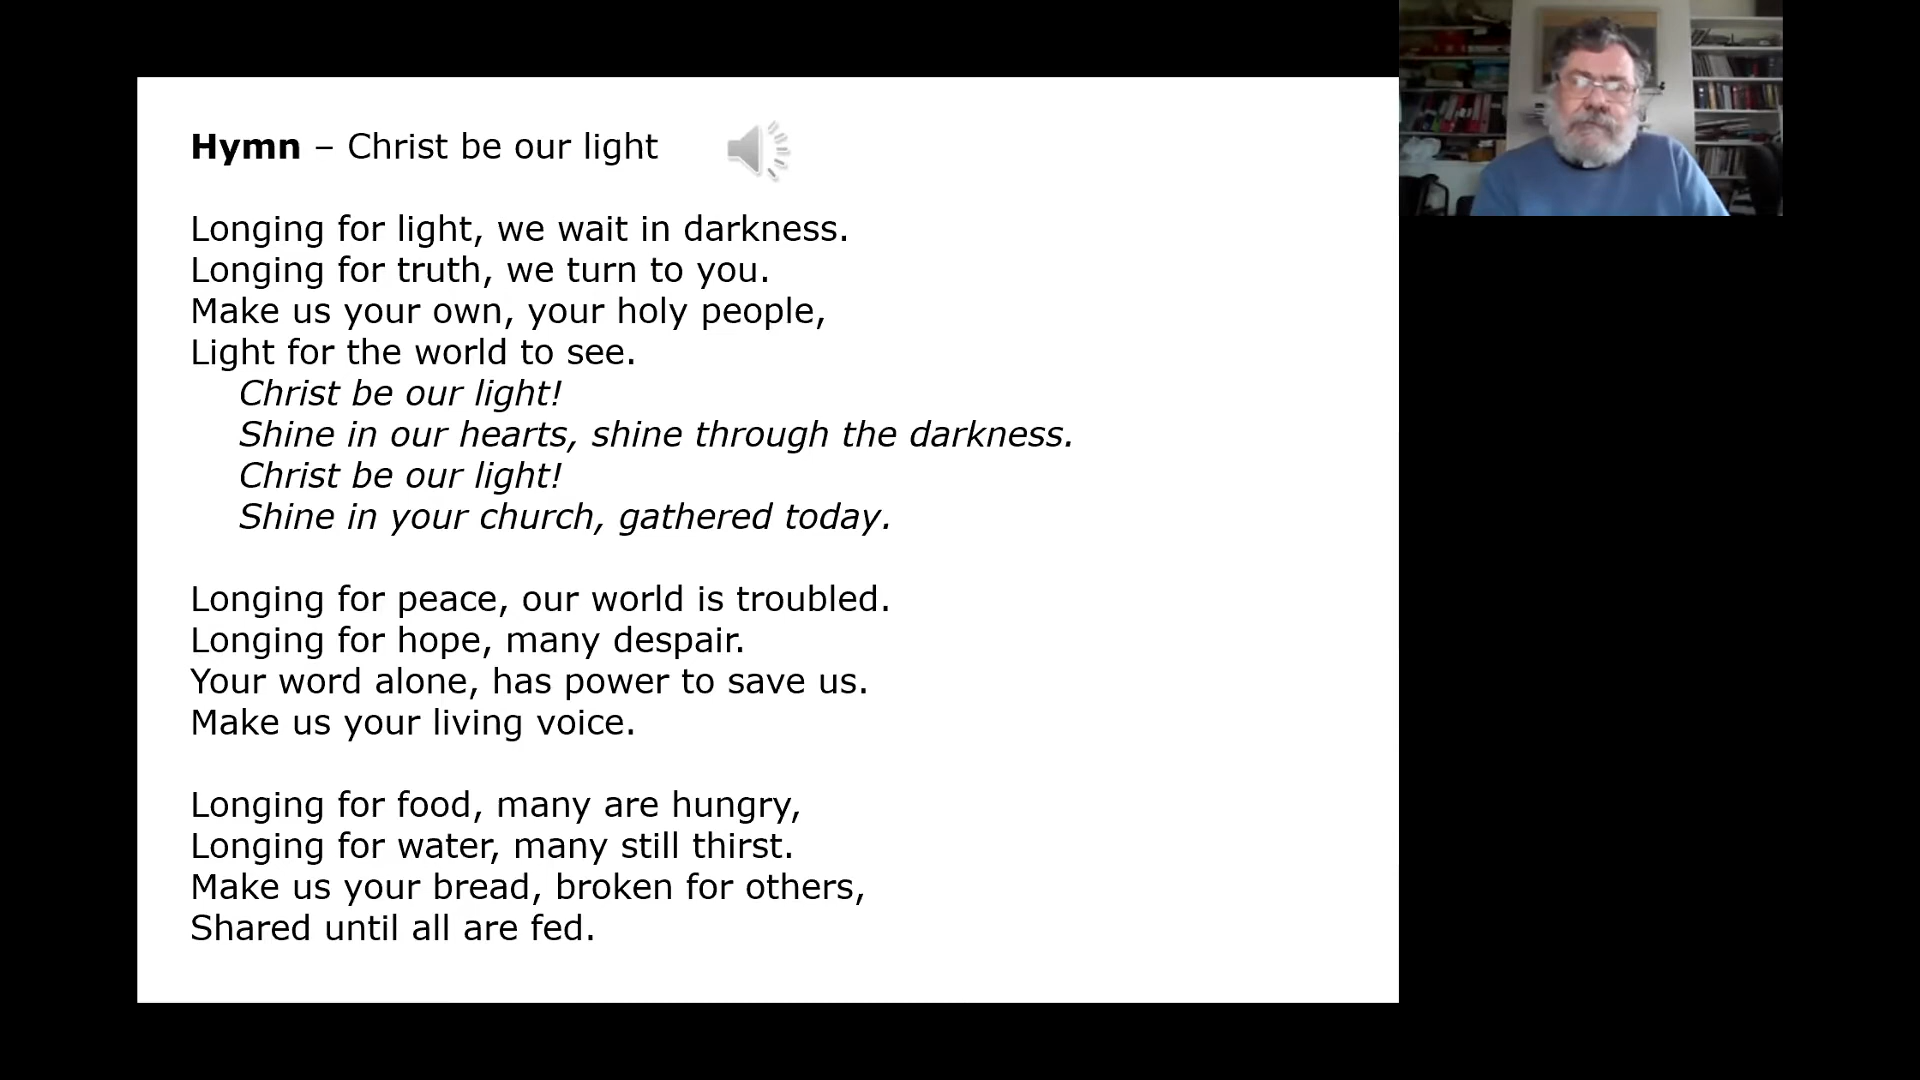 Hymn – Christ be our light
Longing for light, we wait in darkness.
Longing for truth, we turn to you.
Make us your own, your holy people,
Light for the world to see.
Christ be our light!
Shine in our hearts, shine through the darkness.
Christ be our light!
Shine in your church, gathered today.
Longing for peace, our world is troubled.
Longing for hope, many despair.
Your word alone, has power to save us.
Make us your living voice.
Longing for food, many are hungry,
Longing for water, many still thirst.
Make us your bread, broken for others,
Shared until all are fed.